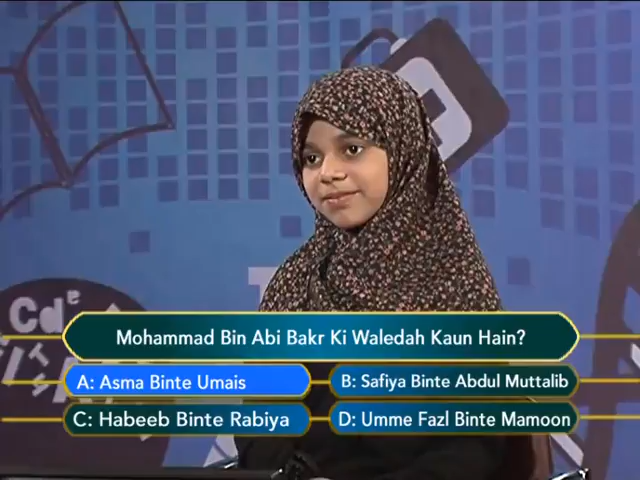 Mohammad Bin Abi Bakr Ki Waledah Kaun Hain?
A: Asma Binte Umais
B: Safiya Binte Abdul Muttalib
C: Habeeb Binte Rabiya
D: Umme Fazl Binte Mamoon